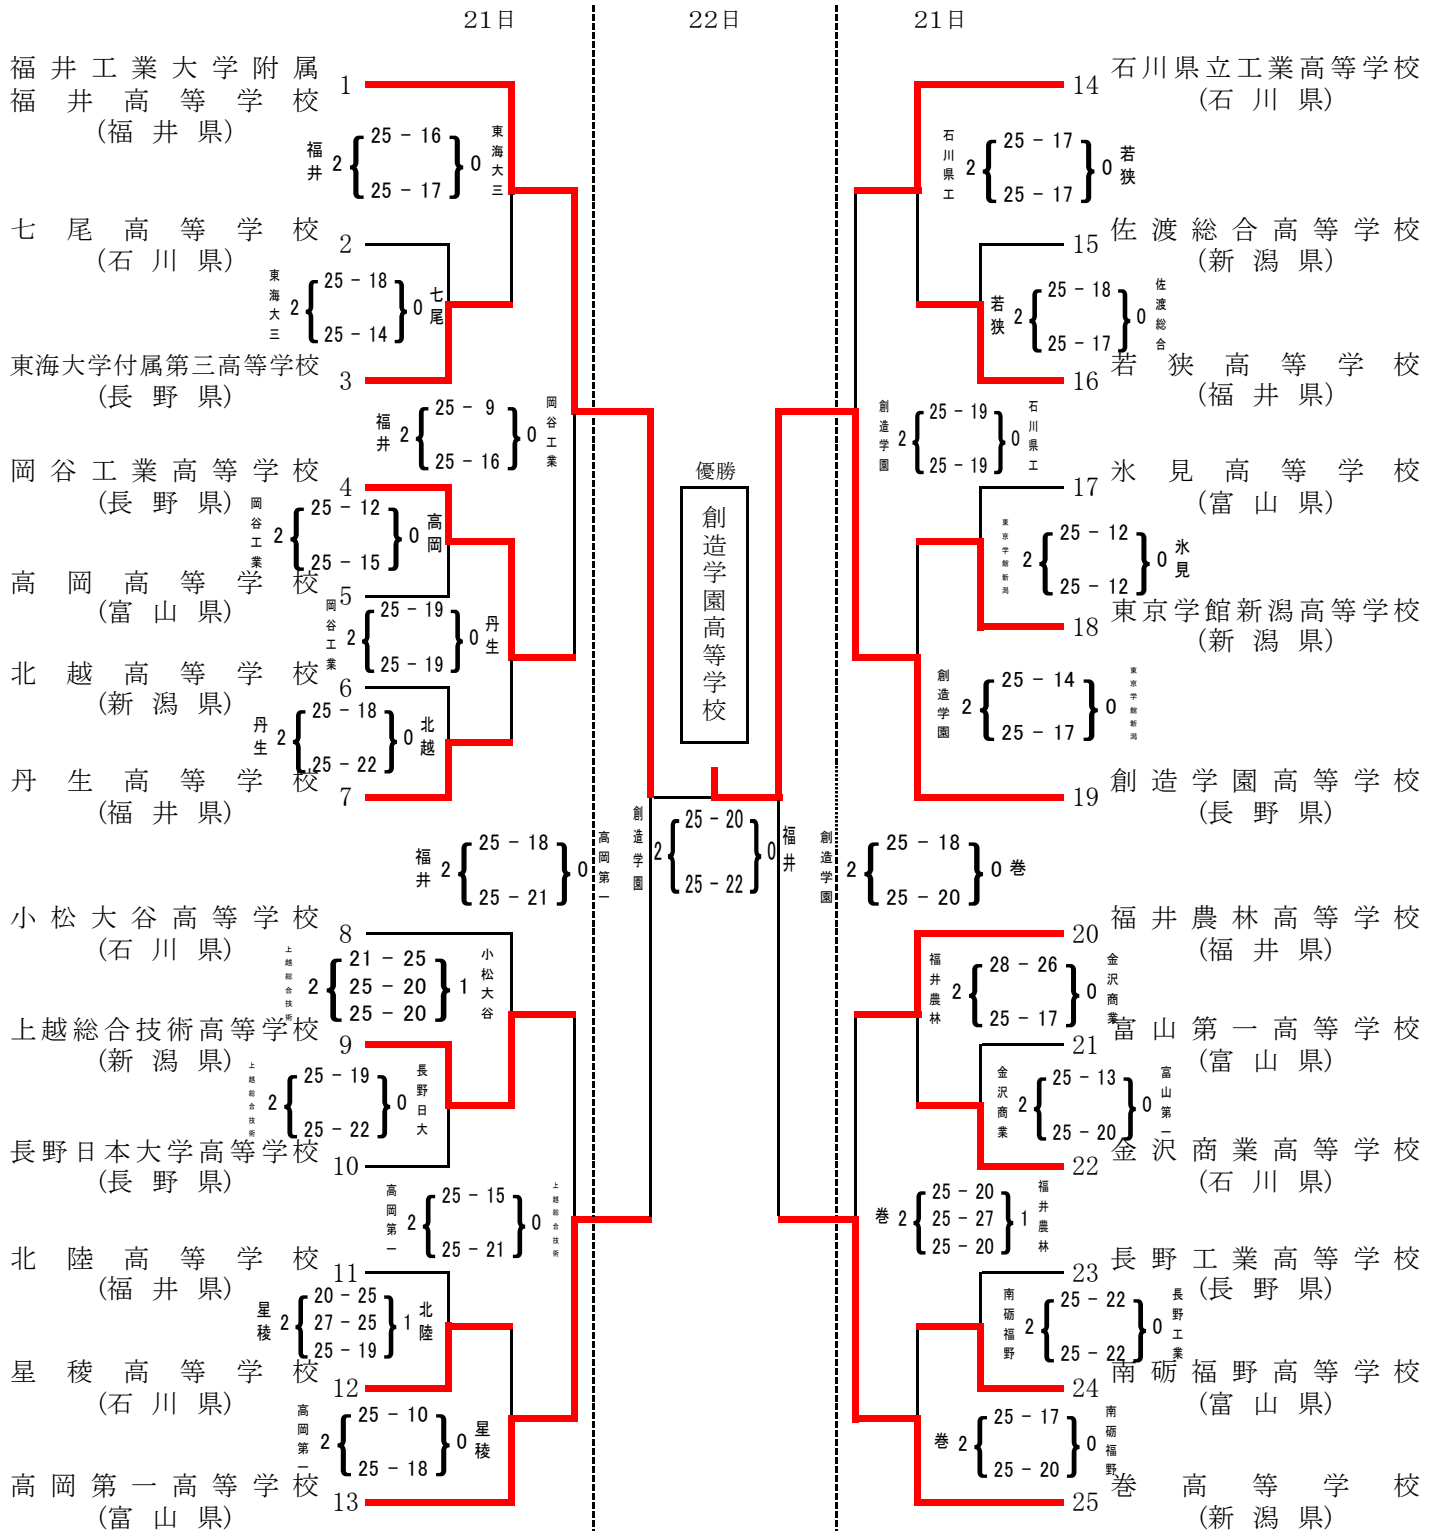 21日
22日
21日
福井工業大学附属
福井高等学校
(福井県)
1
福井 2 { 25 - 16 } 0 東海大三
25 - 17
七尾高等学校
(石川県)
2
東海大三 2 { 25 - 18 } 0 七尾
25 - 14
東海大学付属第三高等学校
(長野県)
3
福井 2 { 25 - 9 } 0 岡谷工業
25 - 16
岡谷工業高等学校
(長野県)
4
岡谷工業 2 { 25 - 12 } 0 高岡
25 - 15
高岡高等学校
(富山県)
5
岡谷工業 2 { 25 - 19 } 0 丹生
25 - 19
北越高等学校
(新潟県)
6
丹生 2 { 25 - 18 } 0 北越
25 - 22
丹生高等学校
(福井県)
7
福井 2 { 25 - 18 } 0 高岡第一
25 - 21
小松大谷高等学校
(石川県)
8
上越総合技術 2 { 21 - 25 } 1 小松大谷
25 - 20
25 - 20
上越総合技術高等学校
(新潟県)
9
上越総合技術 2 { 25 - 19 } 0 長野日大
25 - 22
長野日本大学高等学校
(長野県)
10
高岡第一 2 { 25 - 15 } 0 上越総合技術
25 - 21
北陸高等学校
(福井県)
11
星稜 2 { 20 - 25 } 1 北陸
27 - 25
25 - 19
星稜高等学校
(石川県)
12
高岡第一 2 { 25 - 10 } 0 星稜
25 - 18
高岡第一高等学校
(富山県)
13
優勝
創造学園高等学校
創造学園 2 { 25 - 20 } 0 福井
25 - 22
14
石川県立工業高等学校
(石川県)
石川県工 2 { 25 - 17 } 0 若狭
25 - 17
15
佐渡総合高等学校
(新潟県)
若狭 2 { 25 - 18 } 0 佐渡総合
25 - 17
16
若狭高等学校
(福井県)
創造学園 2 { 25 - 19 } 0 石川県工
25 - 19
17
氷見高等学校
(富山県)
東京学館新潟 2 { 25 - 12 } 0 氷見
25 - 12
18
東京学館新潟高等学校
(新潟県)
創造学園 2 { 25 - 14 } 0 東京学館新潟
25 - 17
19
創造学園高等学校
(長野県)
創造学園 2 { 25 - 18 } 0 巻
25 - 20
20
福井農林高等学校
(福井県)
福井農林 2 { 28 - 26 } 0 金沢商業
25 - 17
21
富山第一高等学校
(富山県)
金沢商業 2 { 25 - 13 } 0 富山第一
25 - 20
22
金沢商業高等学校
(石川県)
巻 2 { 25 - 20 } 1 福井農林
25 - 27
25 - 20
23
長野工業高等学校
(長野県)
南砺福野 2 { 25 - 22 } 0 長野工業
25 - 22
24
南砺福野高等学校
(富山県)
巻 2 { 25 - 17 } 0 南砺福野
25 - 20
25
巻高等学校
(新潟県)